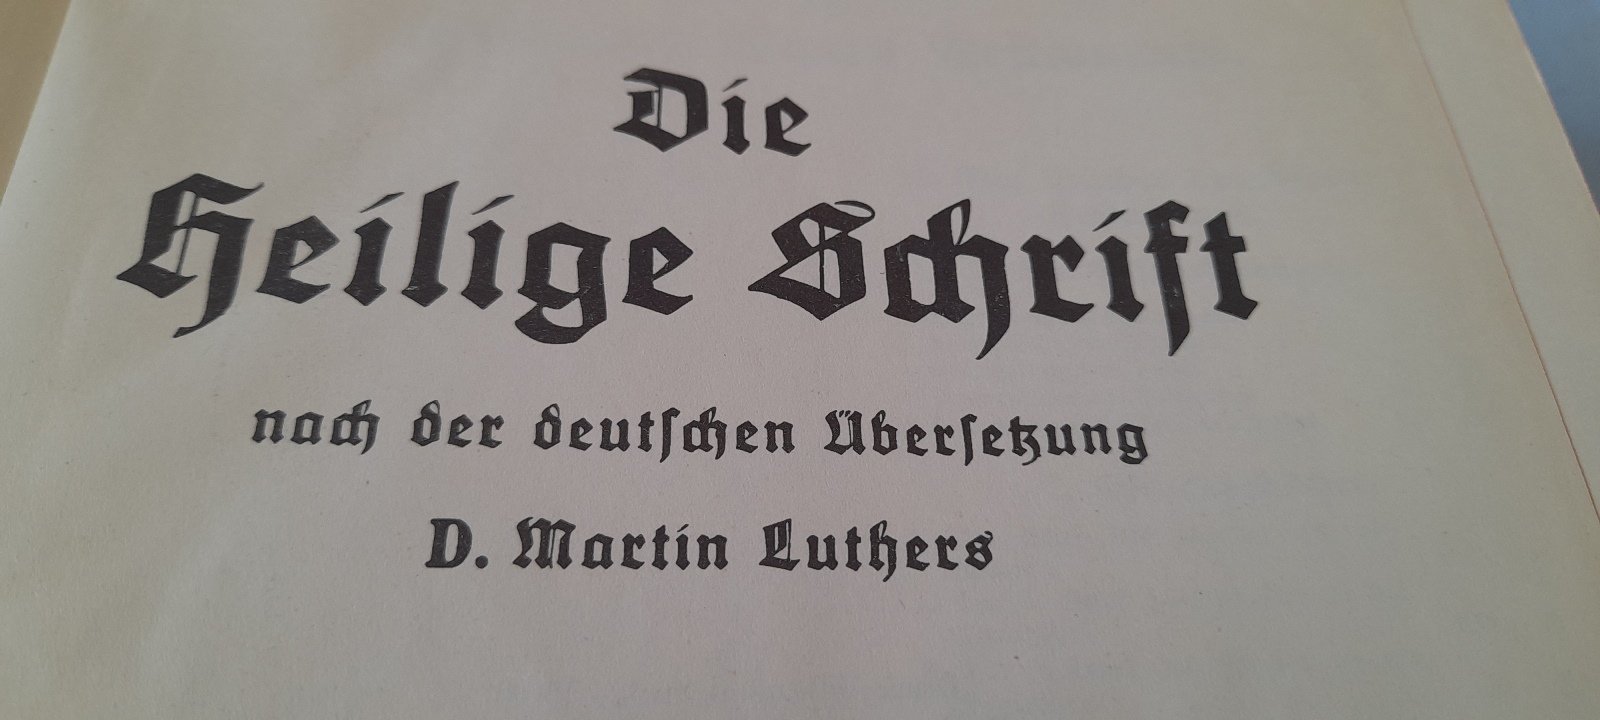 Die
Heilige Schrift
nach der deutſchen Überſetzung
D. Martin Luthers